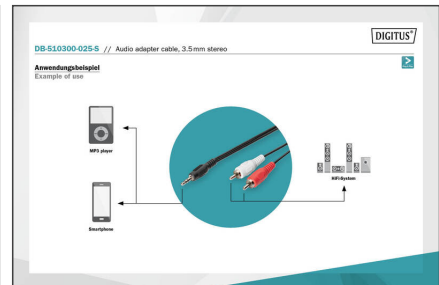 DIGITUS®
DB-510300-025-S // Audio adapter cable, 3.5 mm stereo
Anwendungsbeispiel
Example of use
MP3 player
Smartphone
HiFi-System